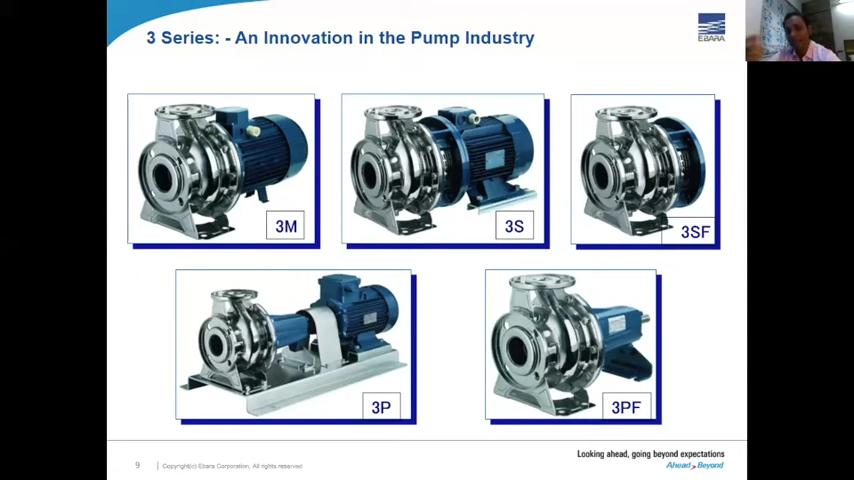 3 Series: - An Innovation in the Pump Industry
EBARA
3M
3S
3SF
3P
3PF
Looking ahead, going beyond expectations
Ahead Beyond
9
Copyright(c) Ebara Corporation, All rights reserved